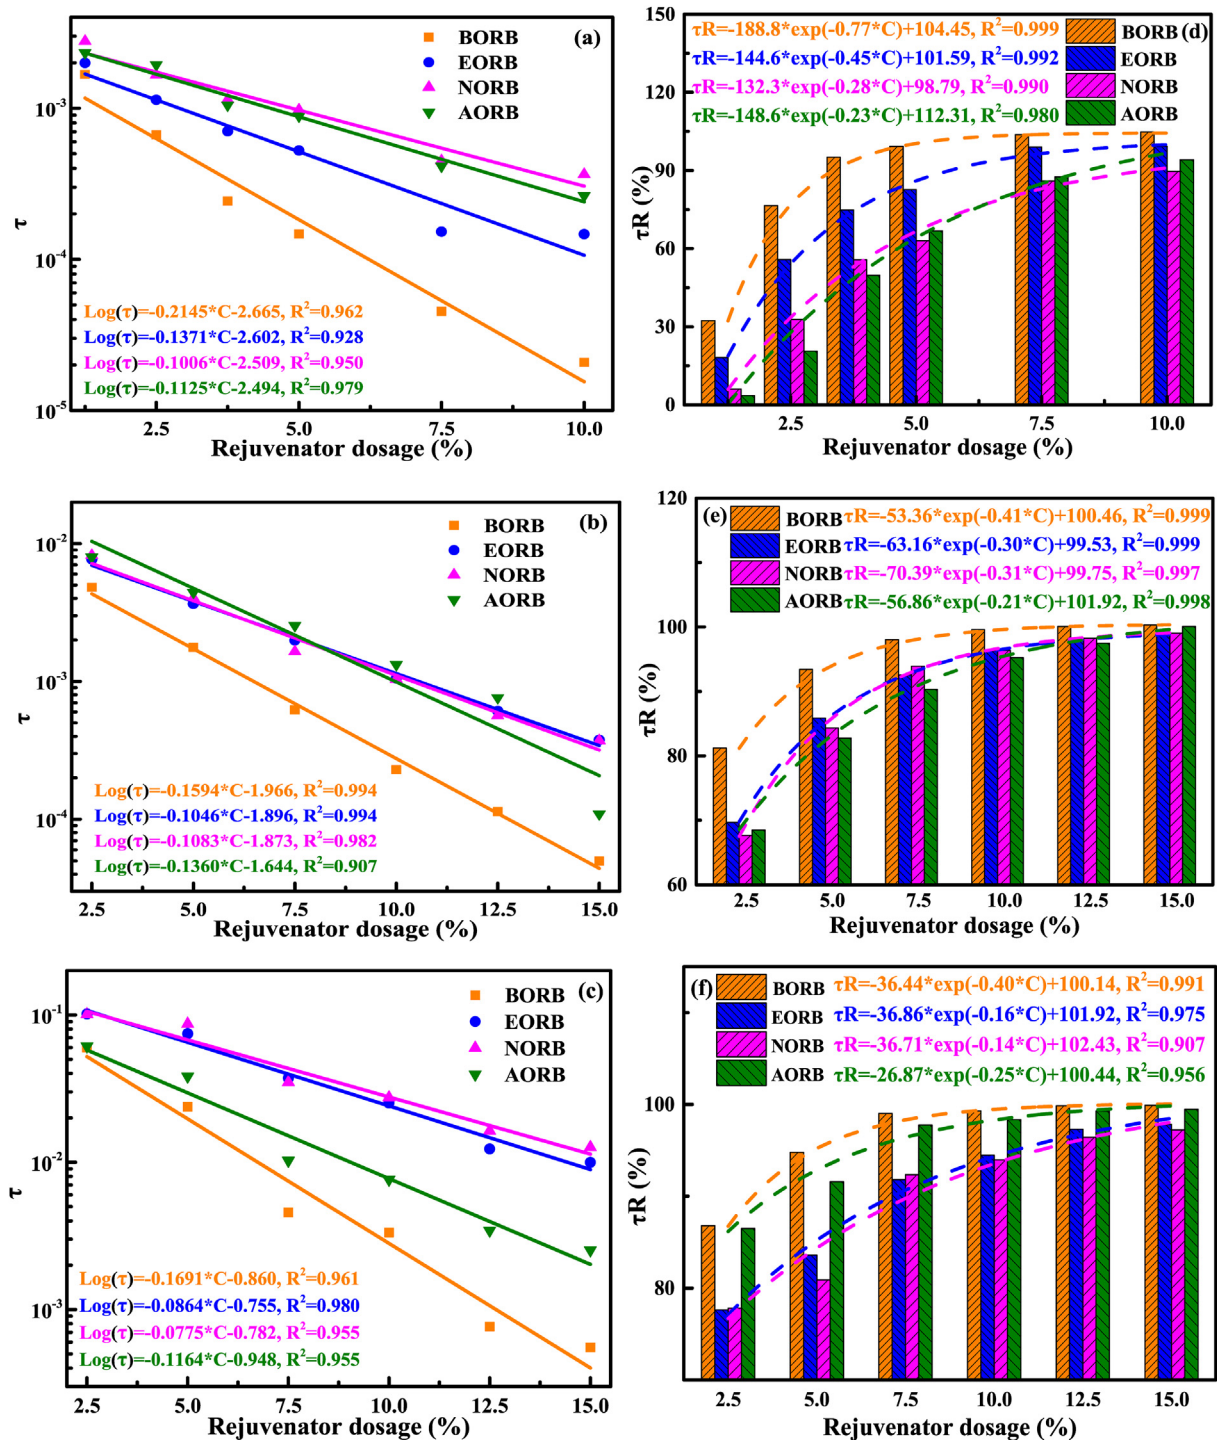 (a)
BORB
EORB
NORB
AORB
10⁻³
10⁻⁴
10⁻⁵
τ
Log(τ)=-0.2145*C-2.665, R²=0.962
Log(τ)=-0.1371*C-2.602, R²=0.928
Log(τ)=-0.1006*C-2.509, R²=0.950
Log(τ)=-0.1125*C-2.494, R²=0.979
2.5 5.0 7.5 10.0
Rejuvenator dosage (%)
τR=-188.8*exp(-0.77*C)+104.45, R²=0.999
τR=-144.6*exp(-0.45*C)+101.59, R²=0.992
τR=-132.3*exp(-0.28*C)+98.79, R²=0.990
τR=-148.6*exp(-0.23*C)+112.31, R²=0.980
BORB
EORB
NORB
AORB
(d)
150
120
90
60
30
0
τR (%)
2.5 5.0 7.5 10.0
Rejuvenator dosage (%)
(b)
BORB
EORB
NORB
AORB
10⁻²
10⁻³
10⁻⁴
τ
Log(τ)=-0.1594*C-1.966, R²=0.994
Log(τ)=-0.1046*C-1.896, R²=0.994
Log(τ)=-0.1083*C-1.873, R²=0.982
Log(τ)=-0.1360*C-1.644, R²=0.907
2.5 5.0 7.5 10.0 12.5 15.0
Rejuvenator dosage (%)
(e)
BORB
EORB
NORB
AORB
τR=-53.36*exp(-0.41*C)+100.46, R²=0.999
τR=-63.16*exp(-0.30*C)+99.53, R²=0.999
τR=-70.39*exp(-0.31*C)+99.75, R²=0.997
τR=-56.86*exp(-0.21*C)+101.92, R²=0.998
120
100
80
60
τR (%)
2.5 5.0 7.5 10.0 12.5 15.0
Rejuvenator dosage (%)
(c)
BORB
EORB
NORB
AORB
10⁻¹
10⁻²
10⁻³
τ
Log(τ)=-0.1691*C-0.860, R²=0.961
Log(τ)=-0.0864*C-0.755, R²=0.980
Log(τ)=-0.0775*C-0.782, R²=0.955
Log(τ)=-0.1164*C-0.948, R²=0.955
2.5 5.0 7.5 10.0 12.5 15.0
Rejuvenator dosage (%)
(f)
BORB
EORB
NORB
AORB
τR=-36.44*exp(-0.40*C)+100.14, R²=0.991
τR=-36.86*exp(-0.16*C)+101.92, R²=0.975
τR=-36.71*exp(-0.14*C)+102.43, R²=0.907
τR=-26.87*exp(-0.25*C)+100.44, R²=0.956
100
80
τR (%)
2.5 5.0 7.5 10.0 12.5 15.0
Rejuvenator dosage (%)